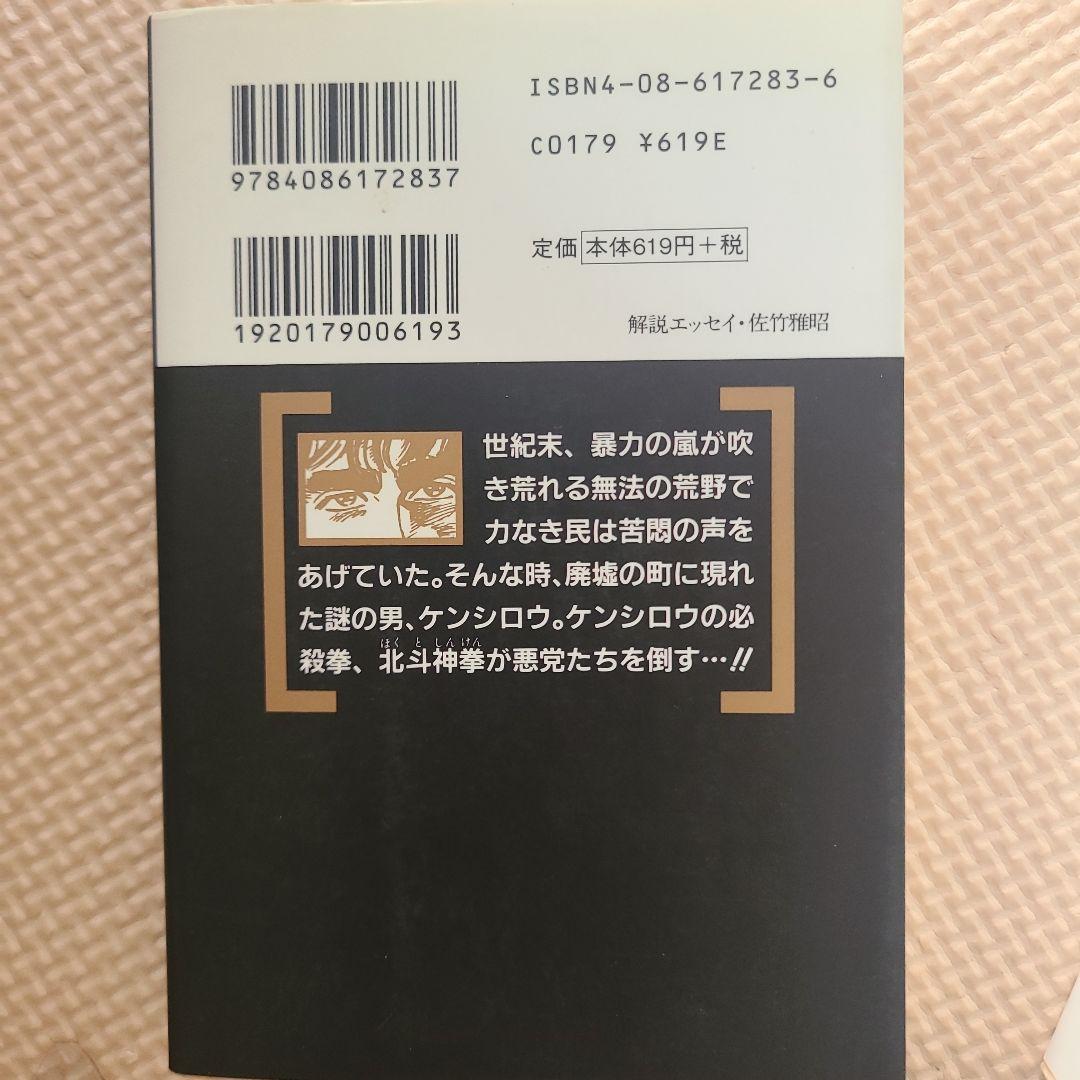 ISBN4-08-617283-6
C0179 ¥619E
9784086172837
定価 本体619円+税
1920179006193
解説エッセイ・佐竹雅昭
世紀末、暴力の嵐が吹
き荒れる無法の荒野で
力なき民は苦悶の声を
あげていた。そんな時、廃墟の町に現れ
た謎の男、ケンシロウ。ケンシロウの必
ほくとしんけん
殺拳、北斗神拳が悪党たちを倒す…!!